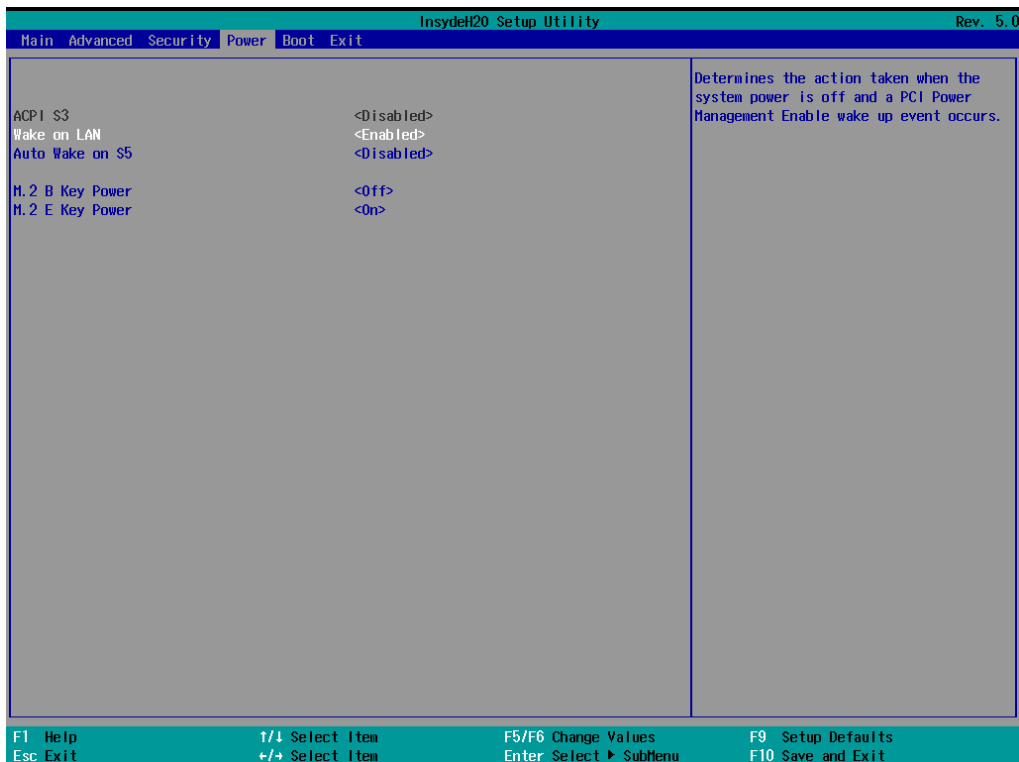 InsydeH20 Setup Utility Rev. 5.0
Main Advanced Security Power Boot Exit
Determines the action taken when the
system power is off and a PCI Power
Management Enable wake up event occurs.
ACPI S3 <Disabled>
Wake on LAN <Enabled>
Auto Wake on S5 <Disabled>
M.2 B Key Power <Off>
M.2 E Key Power <On>
F1 Help ↑/↓ Select Item F5/F6 Change Values F9 Setup Defaults
Esc Exit ←/→ Select Item Enter Select ▶ SubMenu F10 Save and Exit